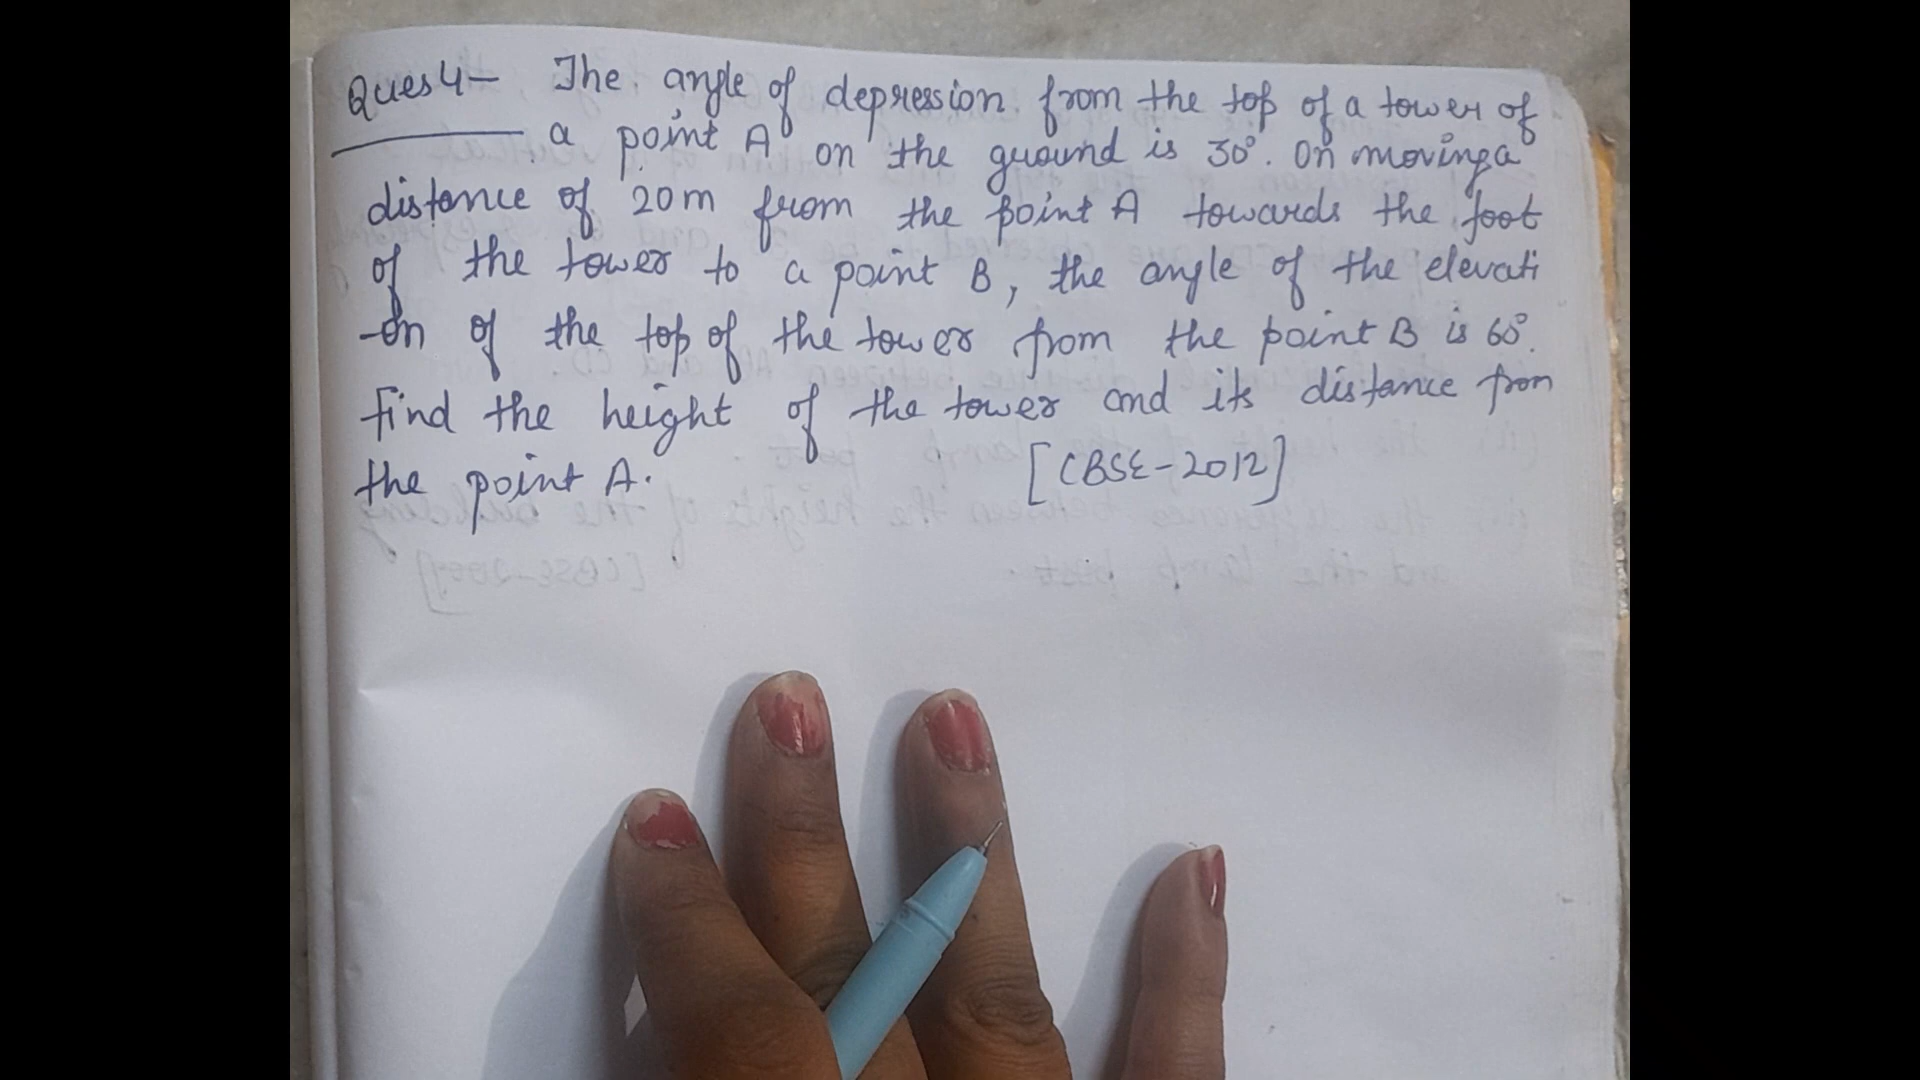 Ques 4- The angle of depression from the top of a tower of
a point A on the ground is 30°. On moving a
distance of 20m from the point A towards the foot
of the tower to a point B, the angle of the elevati
-on of the top of the tower from the point B is 60°.
find the height of the tower and its distance from
the point A.
[CBSE-2012]